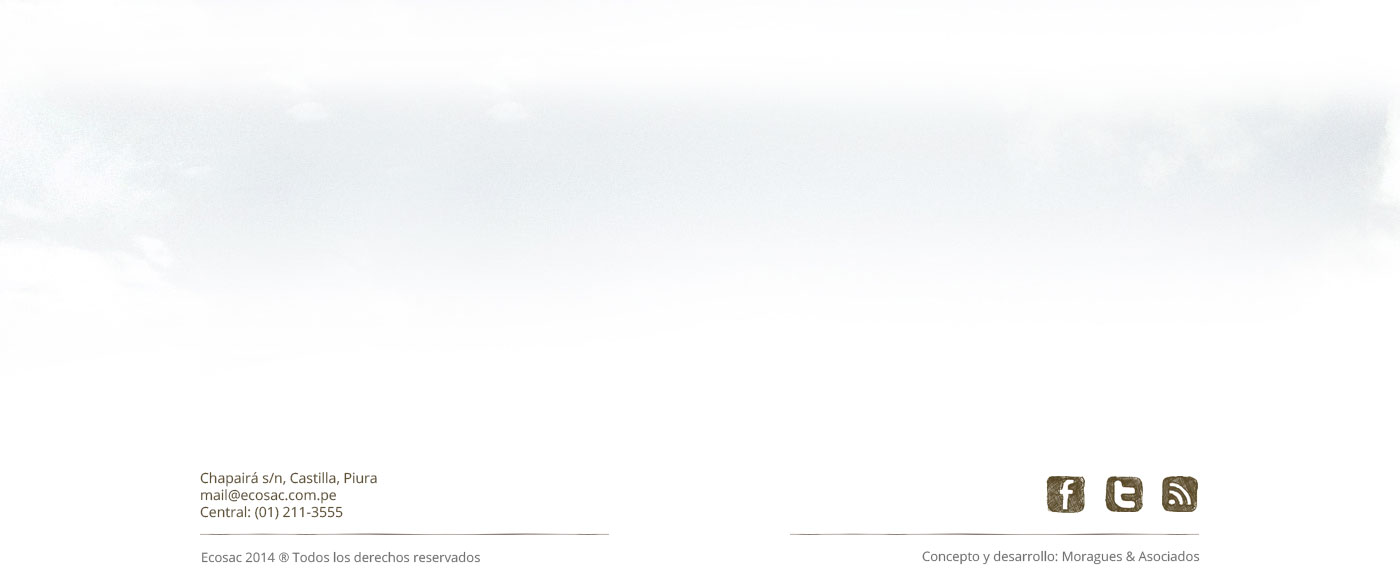 Chapairá s/n, Castilla, Piura
mail@ecosac.com.pe
Central: (01) 211-3555
Ecosac 2014 ® Todos los derechos reservados
Concepto y desarrollo: Moragues & Asociados